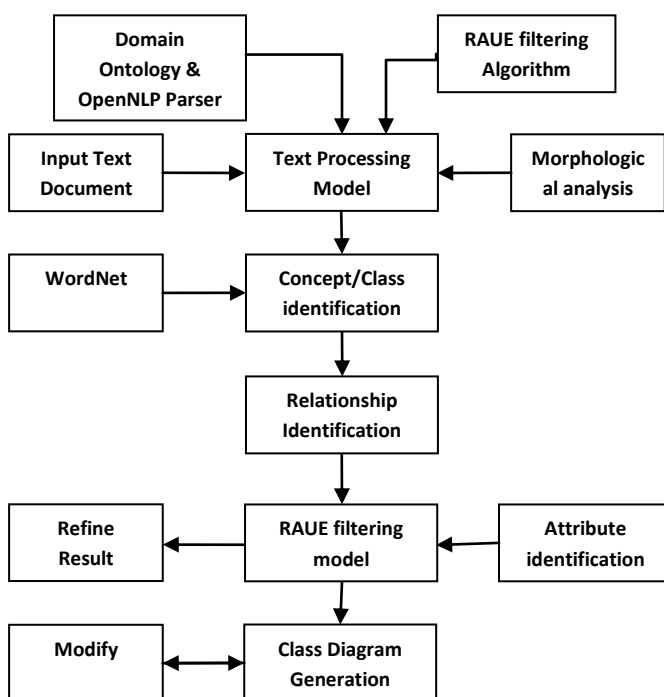 Domain
Ontology &
OpenNLP Parser
RAUE filtering
Algorithm
Input Text
Document
Text Processing
Model
Morphologic
al analysis
WordNet
Concept/Class
identification
Relationship
Identification
Refine
Result
RAUE filtering
model
Attribute
identification
Modify
Class Diagram
Generation